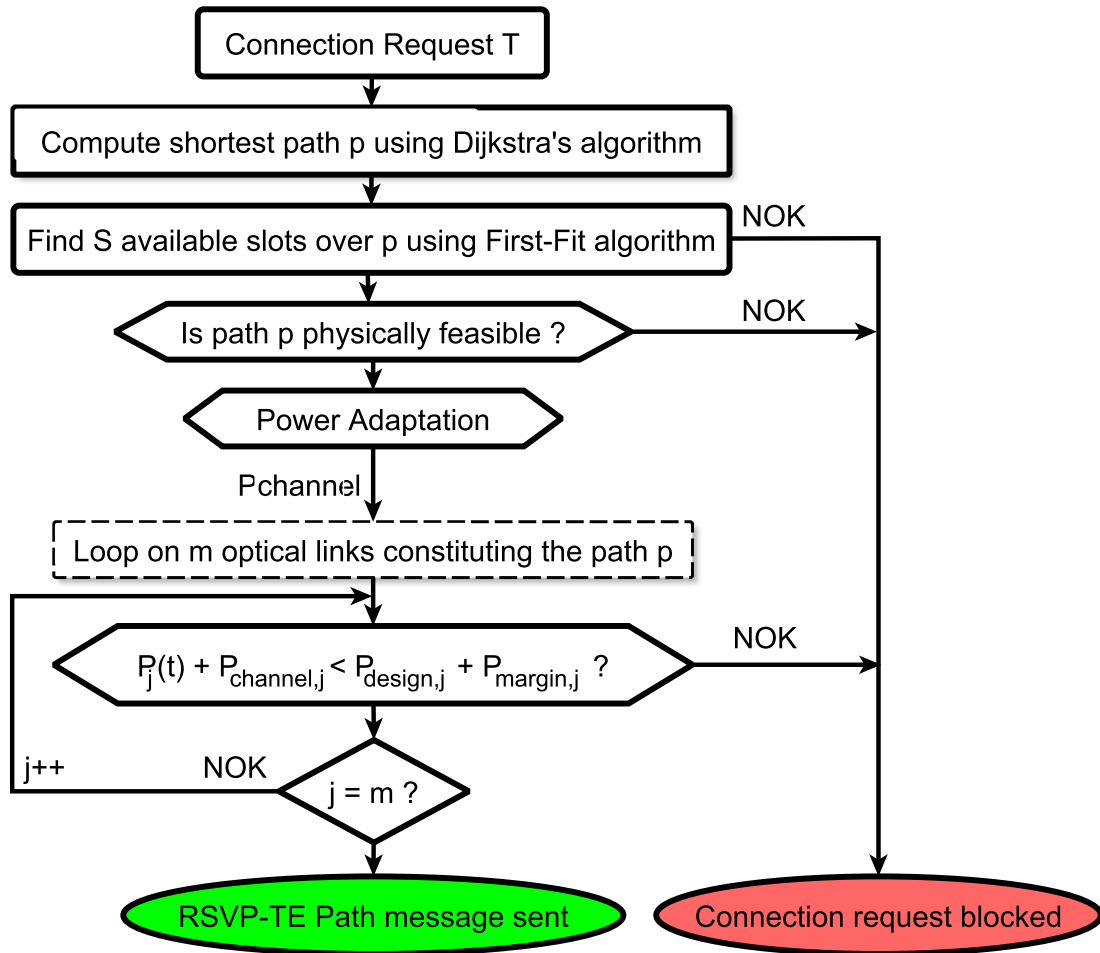 Connection Request T
Compute shortest path p using Dijkstra's algorithm
NOK
Find S available slots over p using First-Fit algorithm
NOK
Is path p physically feasible ?
Power Adaptation
Pchannel
Loop on m optical links constituting the path p
NOK
Pj(t) + Pchannel,j < Pdesign,j + Pmargin,j ?
j++
NOK
j = m ?
RSVP-TE Path message sent
Connection request blocked